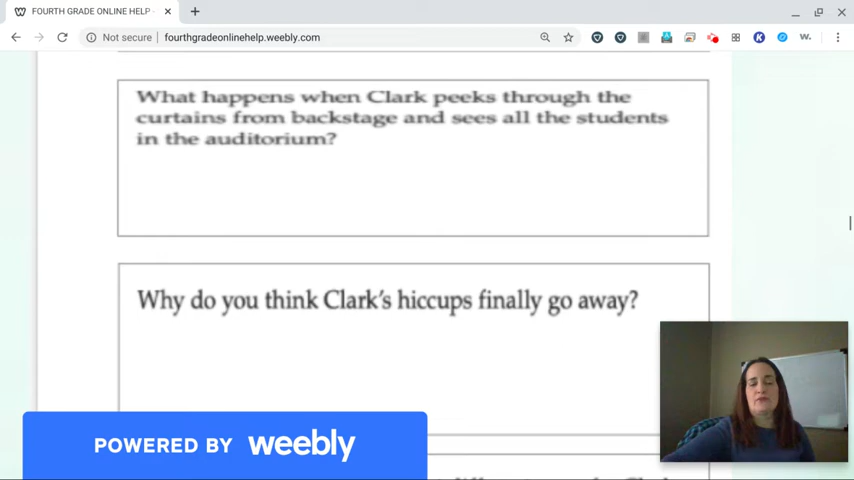 FOURTH GRADE ONLINE HELP
Not secure
fourthgradeonlinehelp.weebly.com
What happens when Clark peeks through the
curtains from backstage and sees all the students
in the auditorium?
Why do you think Clark's hiccups finally go away?
POWERED BY weebly